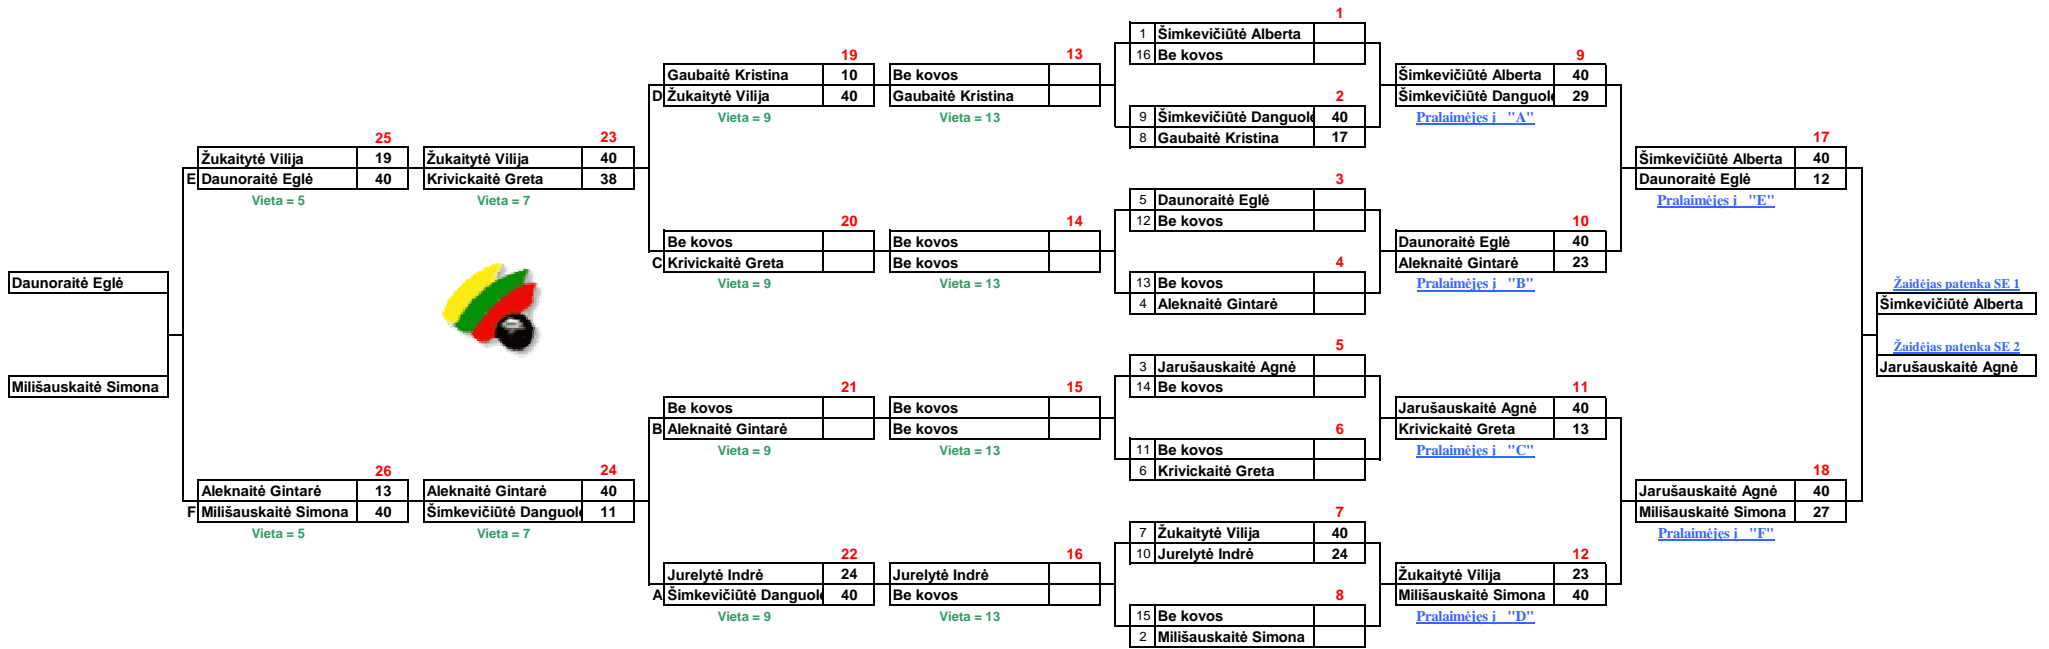 1
1 Šimkevičiūtė Alberta
19 13 16 Be kovos 9
Gaubaitė Kristina 10 Be kovos Šimkevičiūtė Alberta 40
D Žukaitytė Vilija 40 Gaubaitė Kristina 2 Šimkevičiūtė Danguolė 29
Vieta = 9 Vieta = 13 9 Šimkevičiūtė Danguolė 40 Pralaimėjęs į "A"
25 23 8 Gaubaitė Kristina 17 17
Žukaitytė Vilija 19 Žukaitytė Vilija 40 Šimkevičiūtė Alberta 40
E Daunoraitė Eglė 40 Krivickaitė Greta 38 3 Daunoraitė Eglė 12
Vieta = 5 Vieta = 7 5 Daunoraitė Eglė Pralaimėjęs į "E"
20 14 12 Be kovos 10
Be kovos Be kovos Daunoraitė Eglė 40
C Krivickaitė Greta Be kovos 4 Aleknaitė Gintarė 23
Daunoraitė Eglė Vieta = 9 Vieta = 13 13 Be kovos Pralaimėjęs į "B" Žaidėjas patenka SE 1
4 Aleknaitė Gintarė Šimkevičiūtė Alberta
5 Žaidėjas patenka SE 2
3 Jarušauskaitė Agnė Jarušauskaitė Agnė
Milišauskaitė Simona 21 15 14 Be kovos 11
Be kovos Be kovos Jarušauskaitė Agnė 40
B Aleknaitė Gintarė Be kovos 6 Krivickaitė Greta 13
Vieta = 9 Vieta = 13 11 Be kovos Pralaimėjęs į "C"
26 24 6 Krivickaitė Greta 18
Aleknaitė Gintarė 13 Aleknaitė Gintarė 40 Jarušauskaitė Agnė 40
F Milišauskaitė Simona 40 Šimkevičiūtė Danguolė 11 7 Milišauskaitė Simona 27
Vieta = 5 Vieta = 7 7 Žukaitytė Vilija 40 Pralaimėjęs į "F"
22 16 10 Jurelytė Indrė 24 12
Jurelytė Indrė 24 Jurelytė Indrė Žukaitytė Vilija 23
A Šimkevičiūtė Danguolė 40 Be kovos 8 Milišauskaitė Simona 40
Vieta = 9 Vieta = 13 15 Be kovos Pralaimėjęs į "D"
2 Milišauskaitė Simona